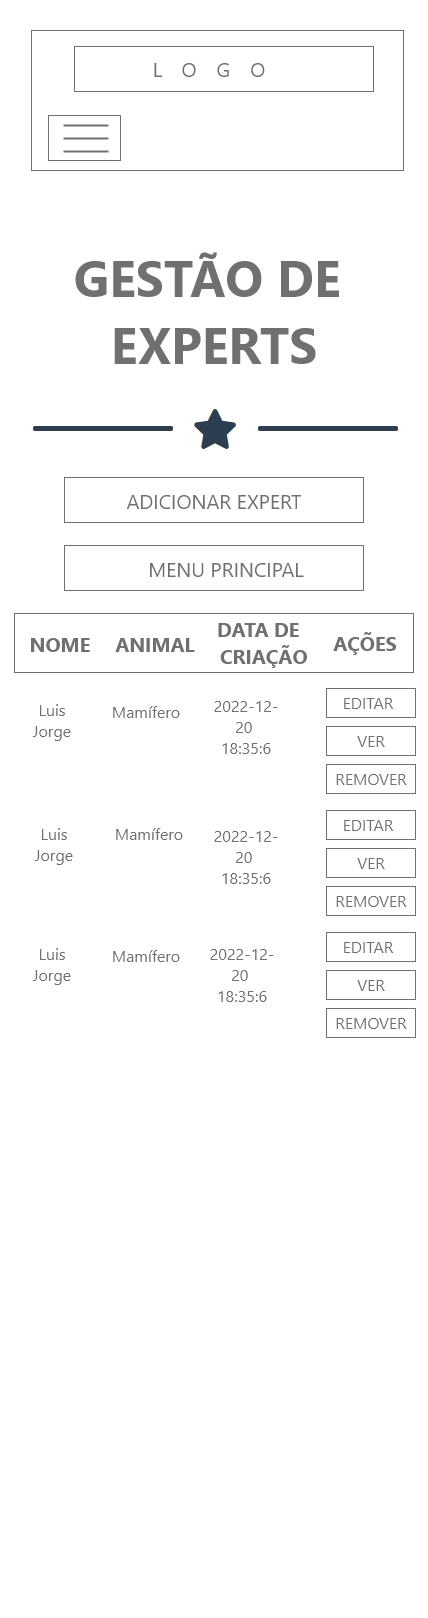 L O G O
GESTÃO DE
EXPERTS
ADICIONAR EXPERT
MENU PRINCIPAL
NOME ANIMAL DATA DE CRIAÇÃO AÇÕES
Luis Jorge Mamífero 2022-12-20 18:35:6 EDITAR
VER
REMOVER
Luis Jorge Mamífero 2022-12-20 18:35:6 EDITAR
VER
REMOVER
Luis Jorge Mamífero 2022-12-20 18:35:6 EDITAR
VER
REMOVER